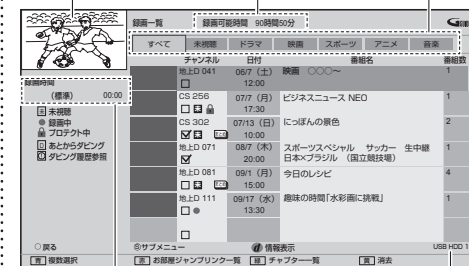 録画一覧 録画可能時間 90時間50分
すべて 未視聴 ドラマ 映画 スポーツ アニメ 音楽
チャンネル 日付 番組名 番組数
地上D 041 06/7（土） 映画 ○○○〜 1
12:00
録画時間
(標準) 00:00
CS 256 07/7（月） ビジネスニュース NEO 1
17:30
未視聴
録画中
プロテクト中
あとからダビング
ダビング履歴参照
CS 302 07/13（日） にっぽんの景色 2
10:00
地上D 071 08/7（木） スポーツスペシャル サッカー 生中継 1
20:00 日本×ブラジル （国立競技場）
地上D 081 09/1（月） 今日のレシピ 4
15:00
地上D 111 09/17（水） 趣味の時間「水彩画に挑戦」 1
13:30
戻る Ⓢサブメニュー d 情報表示 USB HDD 1
青 複数選択 赤 お部屋ジャンプリンク一覧 緑 チャプター一覧 黄 消去